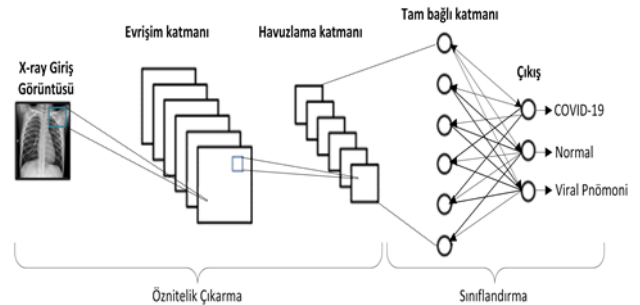 Evrişim katmanı
Havuzlama katmanı
Tam bağlı katmanı
X-ray Giriş
Görüntüsü
Çıkış
COVID-19
Normal
Viral Pnömoni
Öznitelik Çıkarma
Sınıflandırma